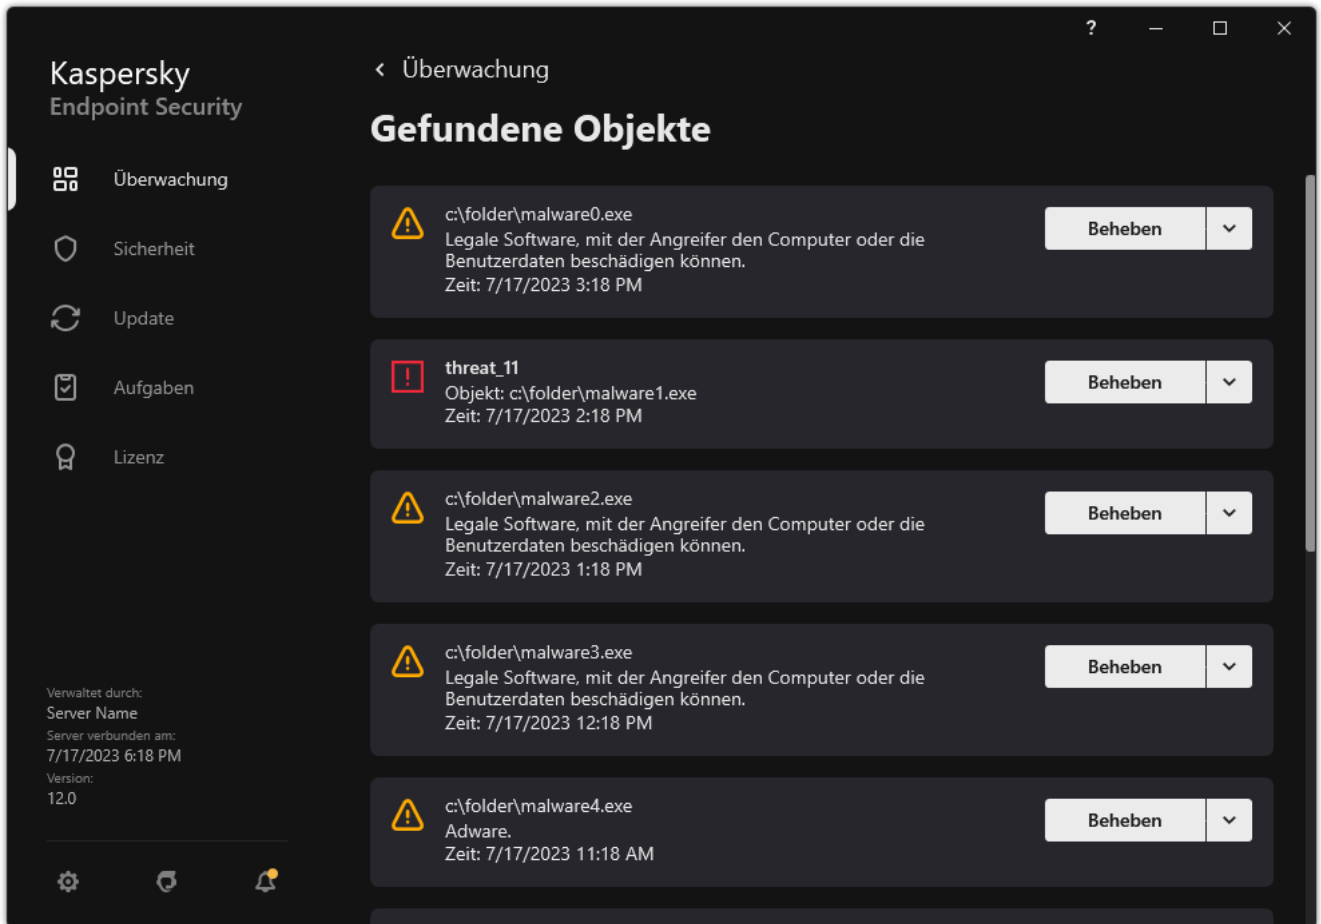 ?
Kaspersky
Endpoint Security
Überwachung
Sicherheit
Update
Aufgaben
Lizenz
Verwaltet durch:
Server Name
Server verbunden am:
7/17/2023 6:18 PM
Version:
12.0
Überwachung
Gefundene Objekte
c:\folder\malware0.exe
Legale Software, mit der Angreifer den Computer oder die
Benutzerdaten beschädigen können.
Zeit: 7/17/2023 3:18 PM
Beheben
threat_11
Objekt: c:\folder\malware1.exe
Zeit: 7/17/2023 2:18 PM
Beheben
c:\folder\malware2.exe
Legale Software, mit der Angreifer den Computer oder die
Benutzerdaten beschädigen können.
Zeit: 7/17/2023 1:18 PM
Beheben
c:\folder\malware3.exe
Legale Software, mit der Angreifer den Computer oder die
Benutzerdaten beschädigen können.
Zeit: 7/17/2023 12:18 PM
Beheben
c:\folder\malware4.exe
Adware.
Zeit: 7/17/2023 11:18 AM
Beheben